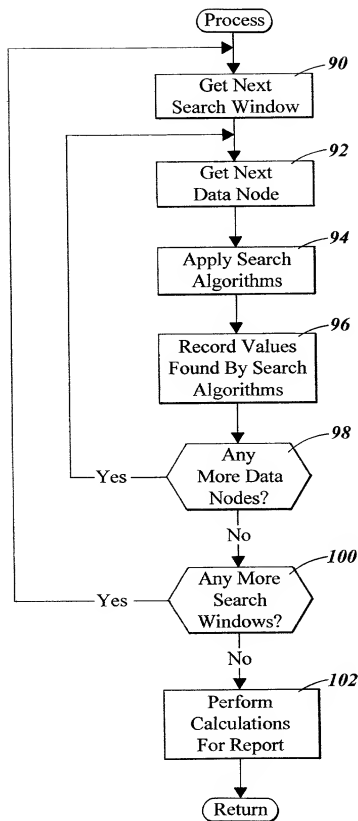 Process
90
Get Next
Search Window
92
Get Next
Data Node
94
Apply Search
Algorithms
96
Record Values
Found By Search
Algorithms
98
Any
More Data
Nodes?
Yes
No
100
Any More
Search
Windows?
Yes
No
102
Perform
Calculations
For Report
Return